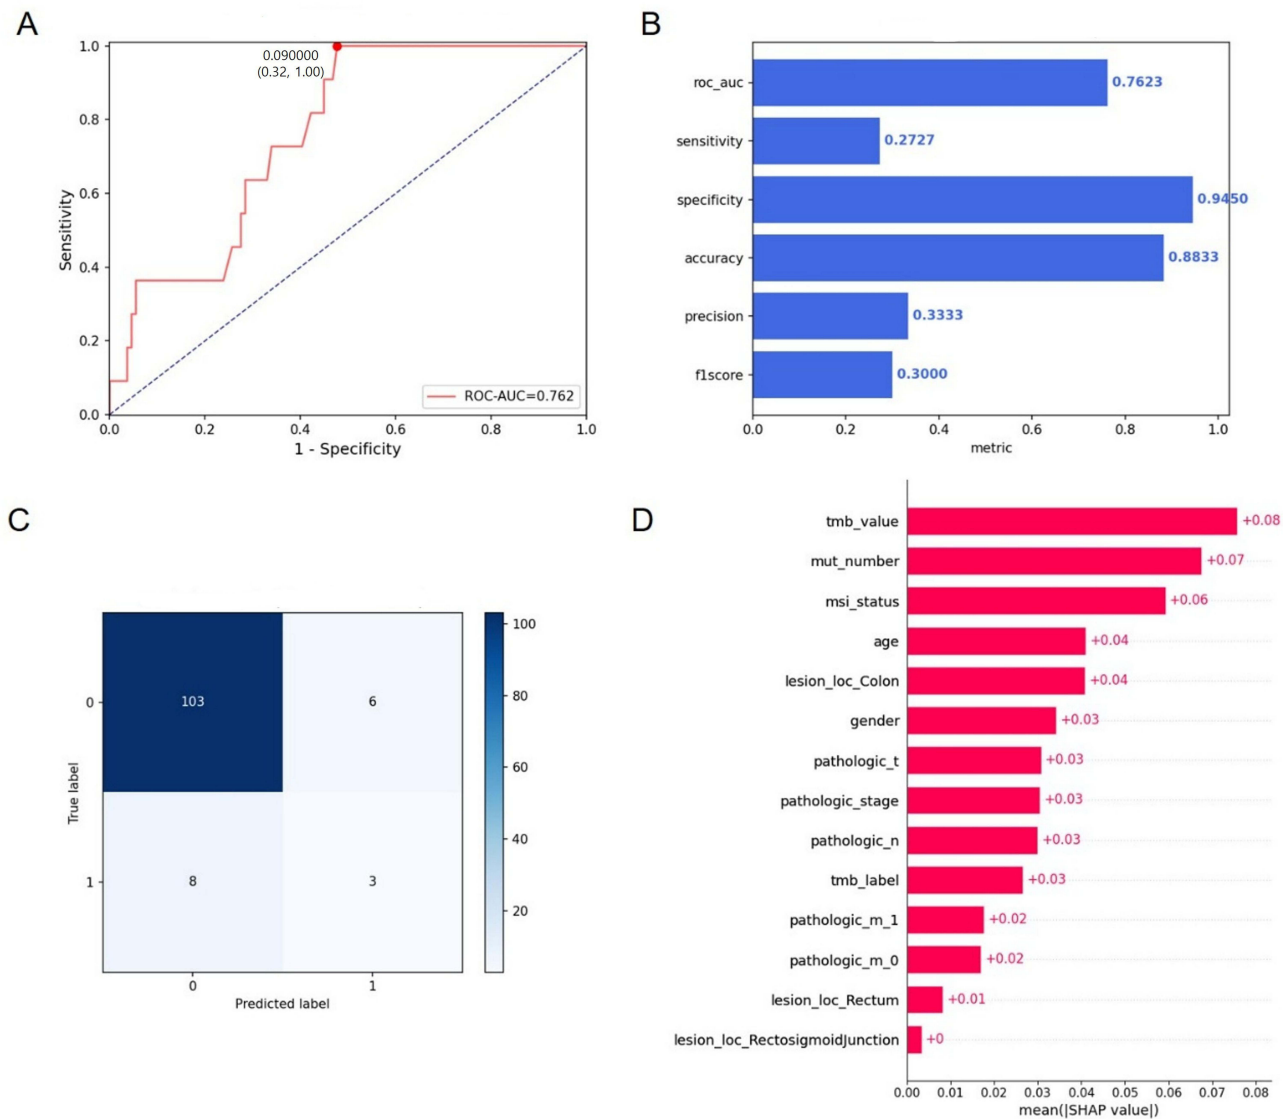 A
1.0
0.8
0.6
0.4
0.2
0.0
Sensitivity
0.090000
(0.32, 1.00)
ROC-AUC=0.762
0.0 0.2 0.4 0.6 0.8 1.0
1 - Specificity
B
roc_auc 0.7623
sensitivity 0.2727
specificity 0.9450
accuracy 0.8833
precision 0.3333
f1score 0.3000
0.0 0.2 0.4 0.6 0.8 1.0
metric
C
True label
0 103 6
1 8 3
0 1
Predicted label
100
80
60
40
20
D
tmb_value +0.08
mut_number +0.07
msi_status +0.06
age +0.04
lesion_loc_Colon +0.04
gender +0.03
pathologic_t +0.03
pathologic_stage +0.03
pathologic_n +0.03
tmb_label +0.03
pathologic_m_1 +0.02
pathologic_m_0 +0.02
lesion_loc_Rectum +0.01
lesion_loc_RectosigmoidJunction +0
0.00 0.01 0.02 0.03 0.04 0.05 0.06 0.07 0.08
mean(|SHAP value|)